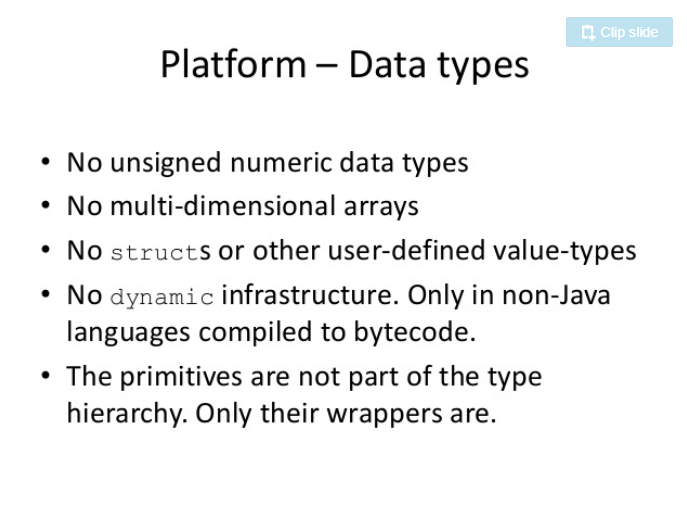 Clip slide
Platform – Data types
• No unsigned numeric data types
• No multi-dimensional arrays
• No structs or other user-defined value-types
• No dynamic infrastructure. Only in non-Java
languages compiled to bytecode.
• The primitives are not part of the type
hierarchy. Only their wrappers are.